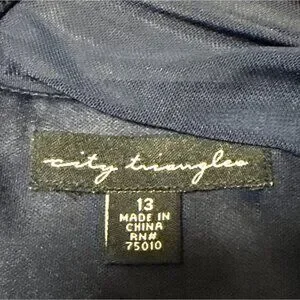 city triangles
13
MADE IN
CHINA
RN#
75010